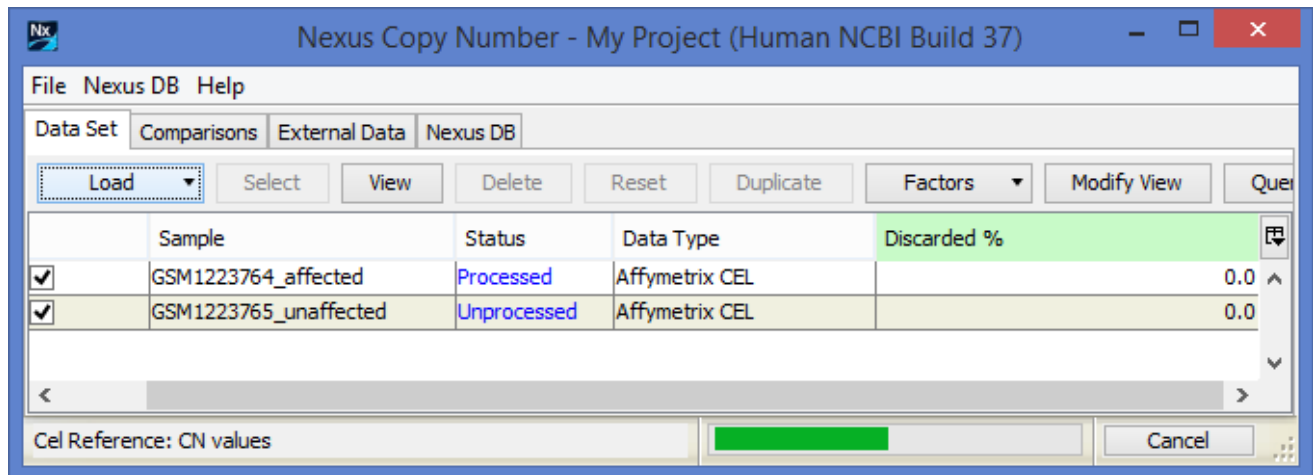 Nx Nexus Copy Number - My Project (Human NCBI Build 37)
File Nexus DB Help
Data Set Comparisons External Data Nexus DB
Load Select View Delete Reset Duplicate Factors Modify View Quer
Sample Status Data Type Discarded %
GSM1223764_affected Processed Affymetrix CEL 0.0
GSM1223765_unaffected Unprocessed Affymetrix CEL 0.0
Cel Reference: CN values Cancel